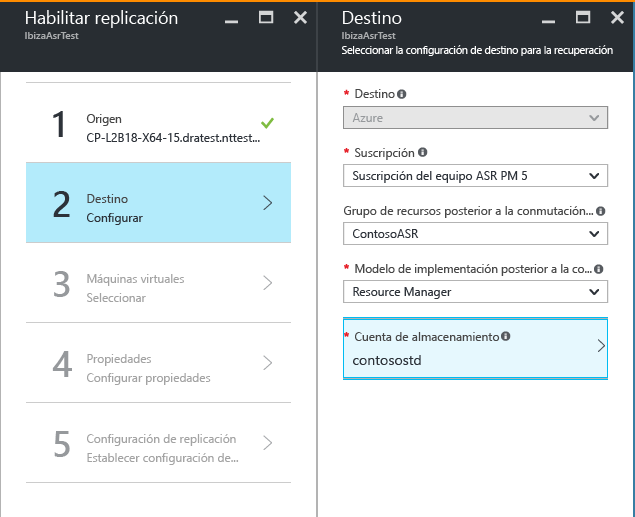 Habilitar replicación
IbizaAsrTest
1
Origen
CP-L2B18-X64-15.dratest.nttest...
2
Destino
Configurar
3
Máquinas virtuales
Seleccionar
4
Propiedades
Configurar propiedades
5
Configuración de replicación
Establecer configuración de...
Destino
IbizaAsrTest
Seleccionar la configuración de destino para la recuperación
* Destino
Azure
* Suscripción
Suscripción del equipo ASR PM 5
Grupo de recursos posterior a la conmutación...
ContosoASR
* Modelo de implementación posterior a la co...
Resource Manager
* Cuenta de almacenamiento
contosostd